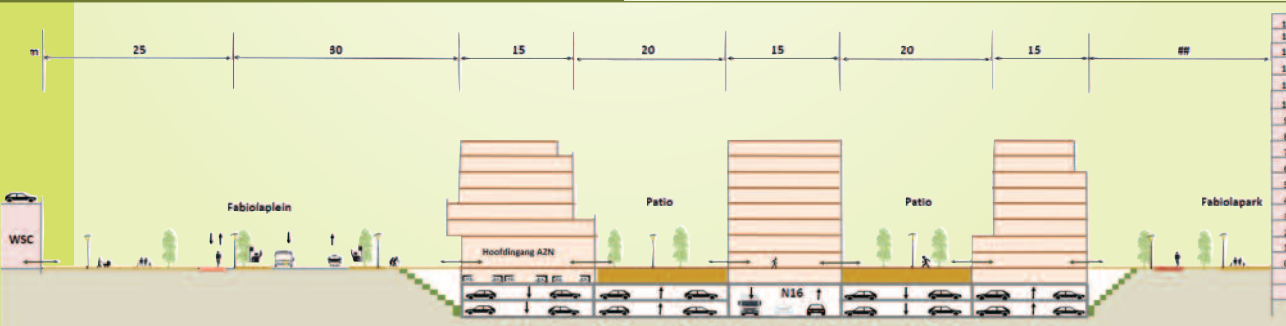 m 25 30 15 20 15 20 15 ##
Fabiolaplein
Patio
Patio
Fabiolapark
WSC
Hoofdingang AZN
N16